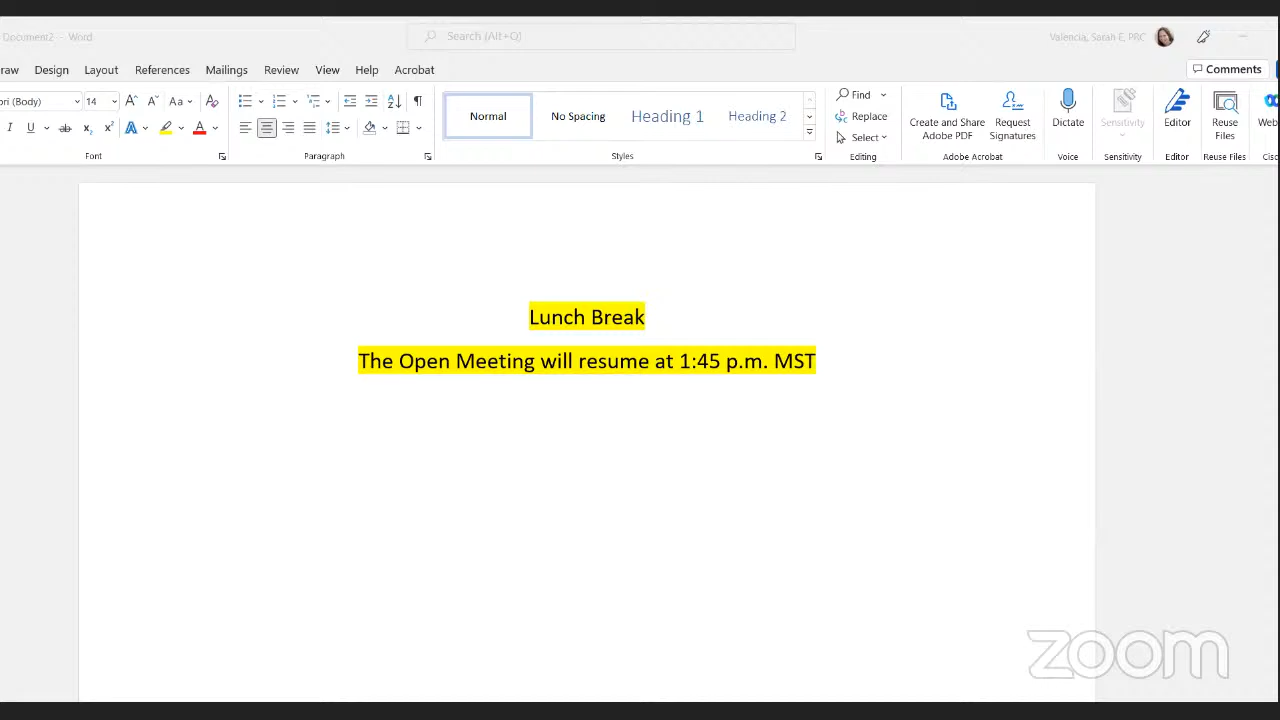 Document2 – Word
Search (Alt+Q)
Valencia, Sarah E, PRC
raw Design Layout References Mailings Review View Help Acrobat
Comments
ri (Body) 14 Aa
Normal No Spacing Heading 1 Heading 2
Find
Replace
Select
Create and Share Adobe PDF
Request Signatures
Dictate
Sensitivity
Editor
Reuse Files
Web
Font Paragraph Styles Editing Adobe Acrobat Voice Sensitivity Editor Reuse Files Cisc
Lunch Break
The Open Meeting will resume at 1:45 p.m. MST
zoom